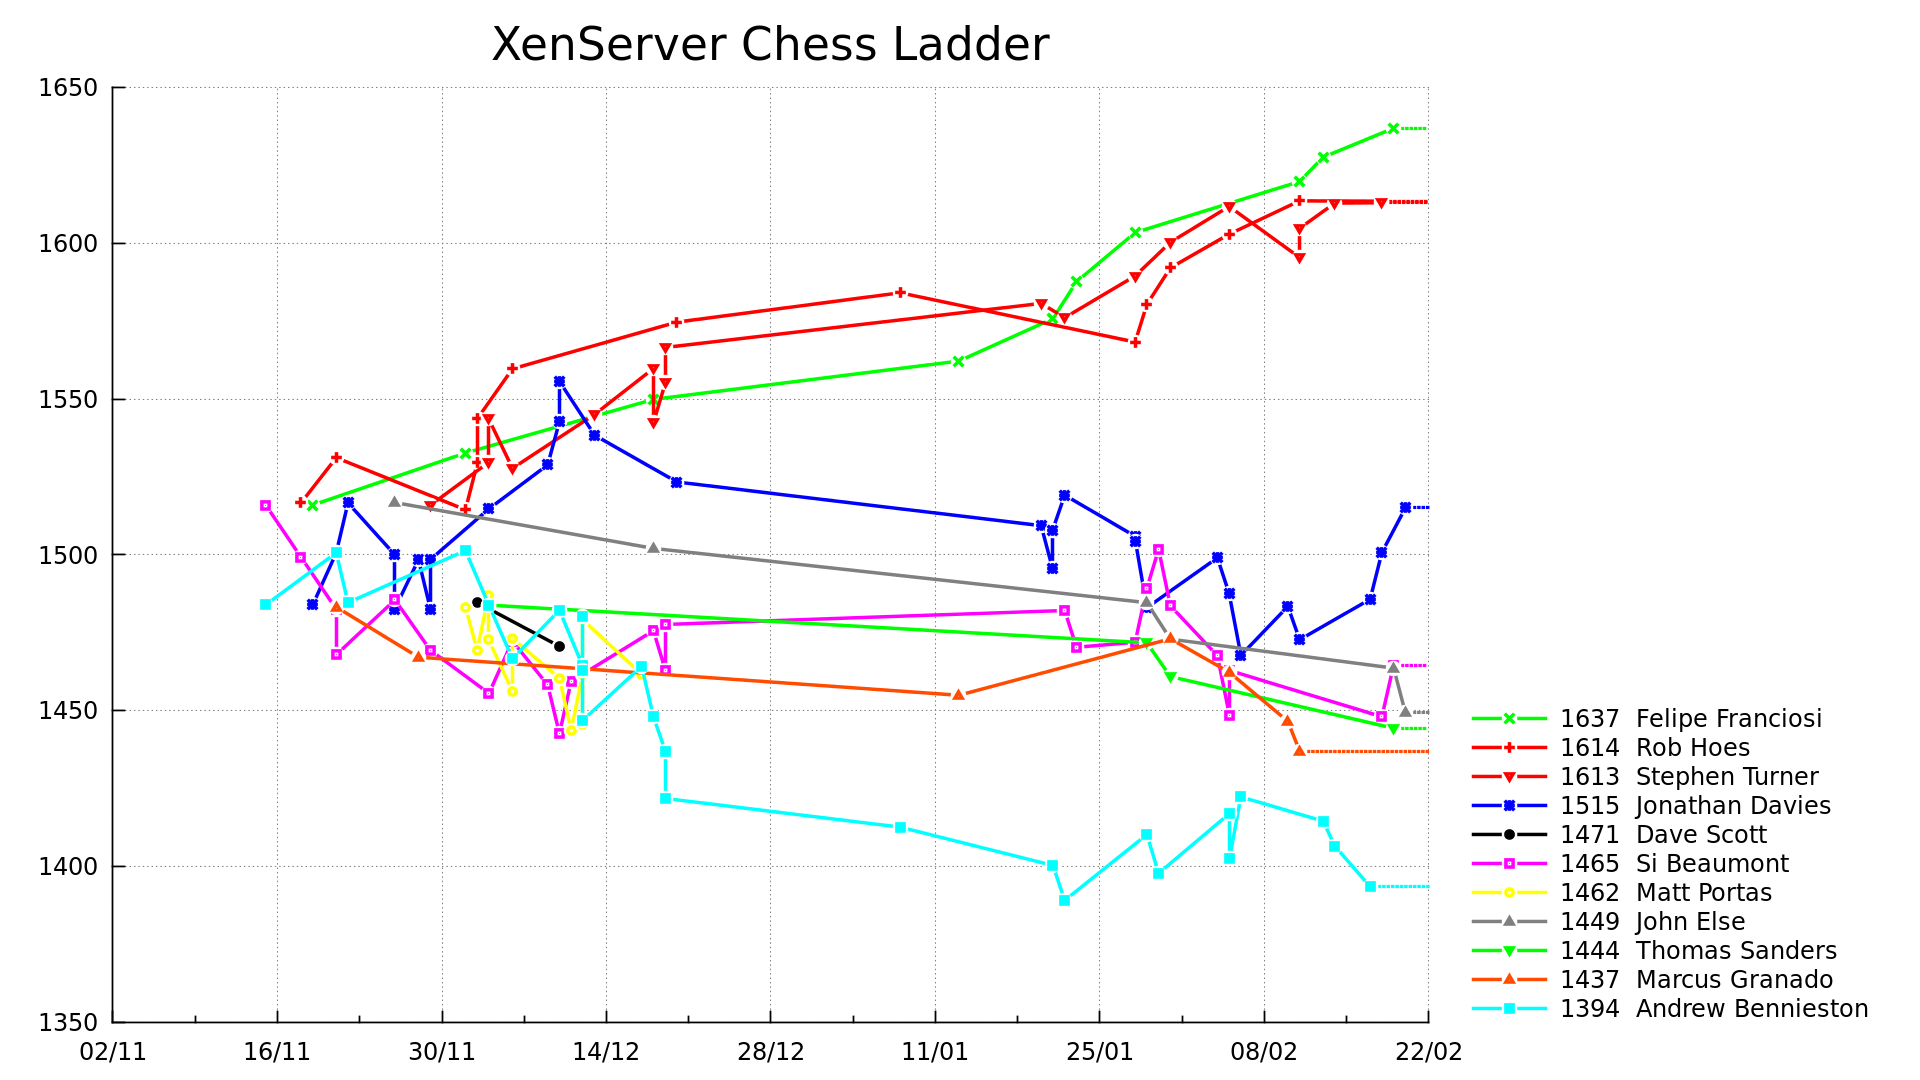 XenServer Chess Ladder
1650
1600
1550
1500
1450
1400
1350
02/11 16/11 30/11 14/12 28/12 11/01 25/01 08/02 22/02
1637 Felipe Franciosi
1614 Rob Hoes
1613 Stephen Turner
1515 Jonathan Davies
1471 Dave Scott
1465 Si Beaumont
1462 Matt Portas
1449 John Else
1444 Thomas Sanders
1437 Marcus Granado
1394 Andrew Bennieston